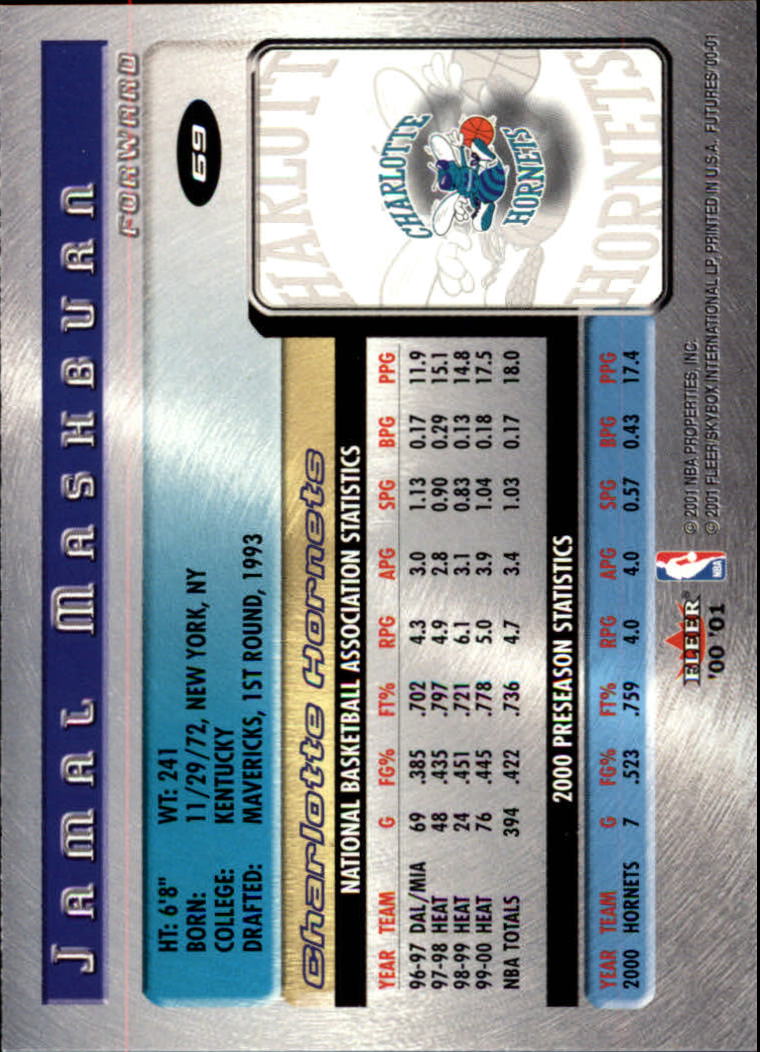 JAMAL MASHBURN
FORWARD
HT: 6'8" WT: 241
BORN: 11/29/72, NEW YORK, NY
COLLEGE: KENTUCKY
DRAFTED: MAVERICKS, 1ST ROUND, 1993
69
Charlotte Hornets
CHARLOTTE
HORNETS
HARLOTT
HORNETS
NATIONAL BASKETBALL ASSOCIATION STATISTICS
YEAR TEAM G FG% FT% RPG APG SPG BPG PPG
96-97 DAL/MIA 69 .385 .702 4.3 3.0 1.13 0.17 11.9
97-98 HEAT 48 .435 .797 4.9 2.8 0.90 0.29 15.1
98-99 HEAT 24 .451 .721 6.1 3.1 0.83 0.13 14.8
99-00 HEAT 76 .445 .778 5.0 3.9 1.04 0.18 17.5
NBA TOTALS 394 .422 .736 4.7 3.4 1.03 0.17 18.0
2000 PRESEASON STATISTICS
YEAR TEAM G FG% FT% RPG APG SPG BPG PPG
2000 HORNETS 7 .523 .759 4.0 4.0 0.57 0.43 17.4
FLEER®
'00 '01
NBA
© 2001 NBA PROPERTIES, INC.
© 2001 FLEER/SKYBOX INTERNATIONAL LP, PRINTED IN U.S.A. FUTURES '00-01